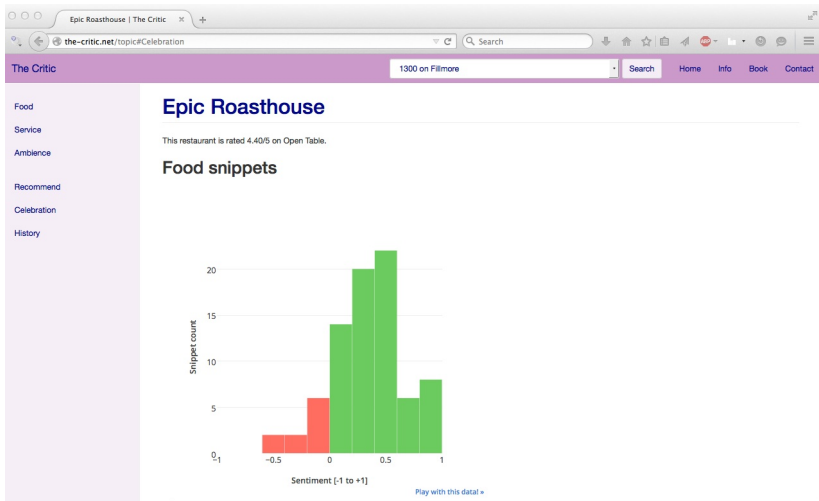 Epic Roasthouse | The Critic
the-critic.net/topic#Celebration
Search
The Critic
1300 on Fillmore
Search
Home
Info
Book
Contact
Food
Service
Ambience
Recommend
Celebration
History
Epic Roasthouse
This restaurant is rated 4.40/5 on Open Table.
Food snippets
20
15
10
5
0
Snippet count
−1
−0.5
0
0.5
1
Sentiment [-1 to +1]
Play with this data! »